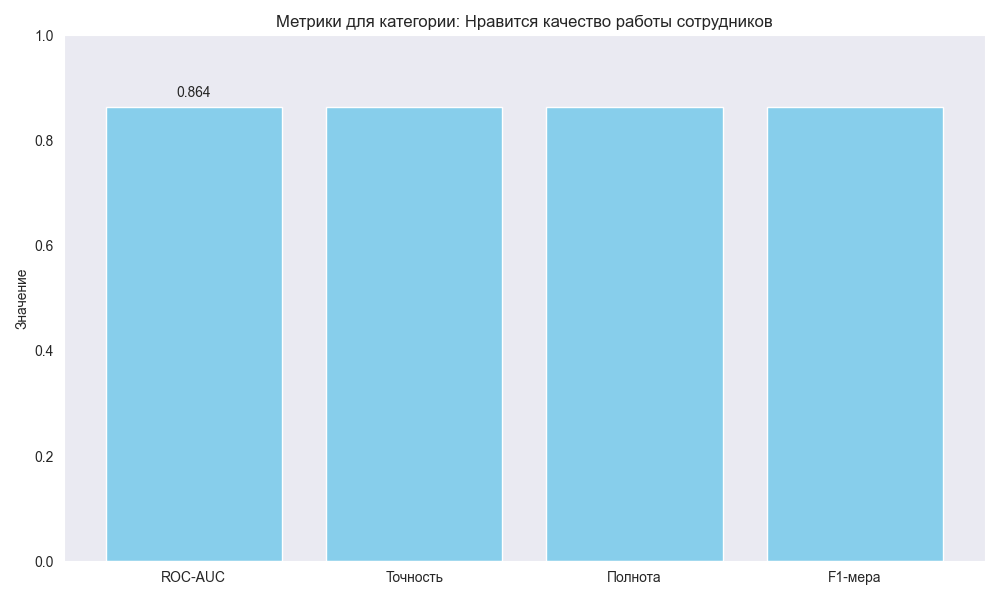 Метрики для категории: Нравится качество работы сотрудников
1.0
0.864
0.8
0.6
Значение
0.4
0.2
0.0
ROC-AUC Точность Полнота F1-мера